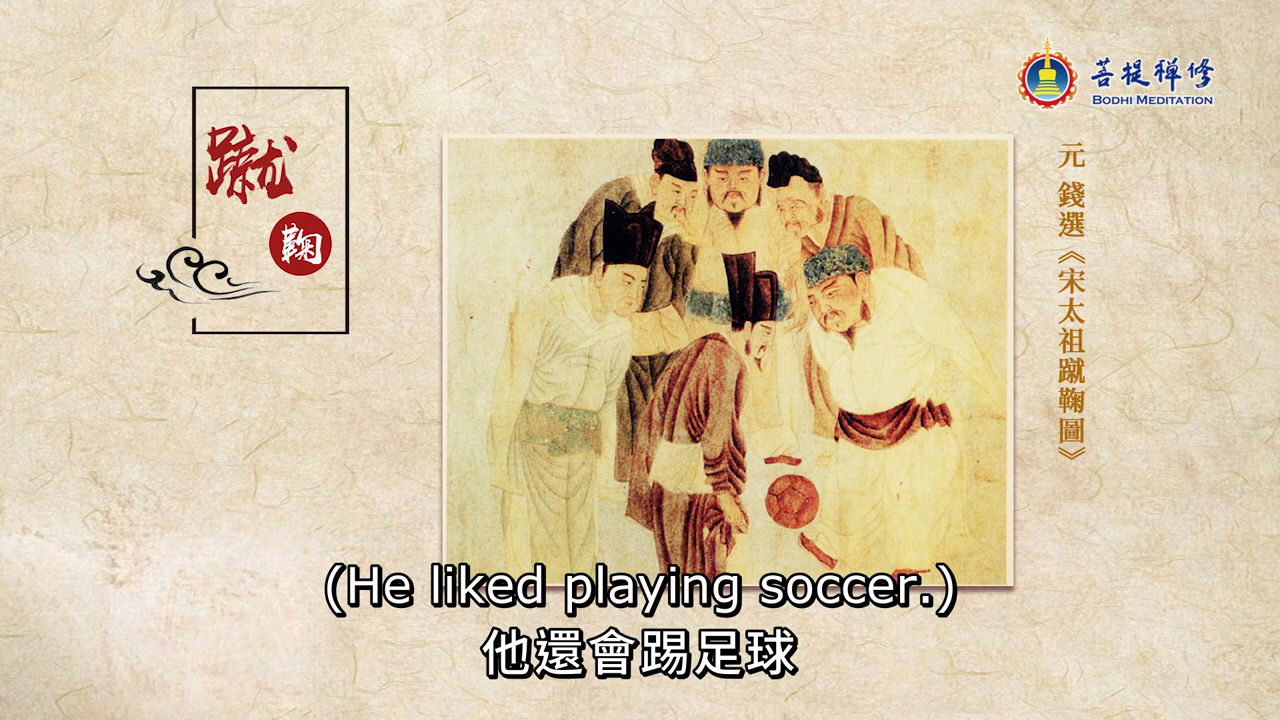 蹴
鞠
菩提禪修
BODHI MEDITATION
元 錢選《宋太祖蹴鞠圖》
(He liked playing soccer.)
他還會踢足球